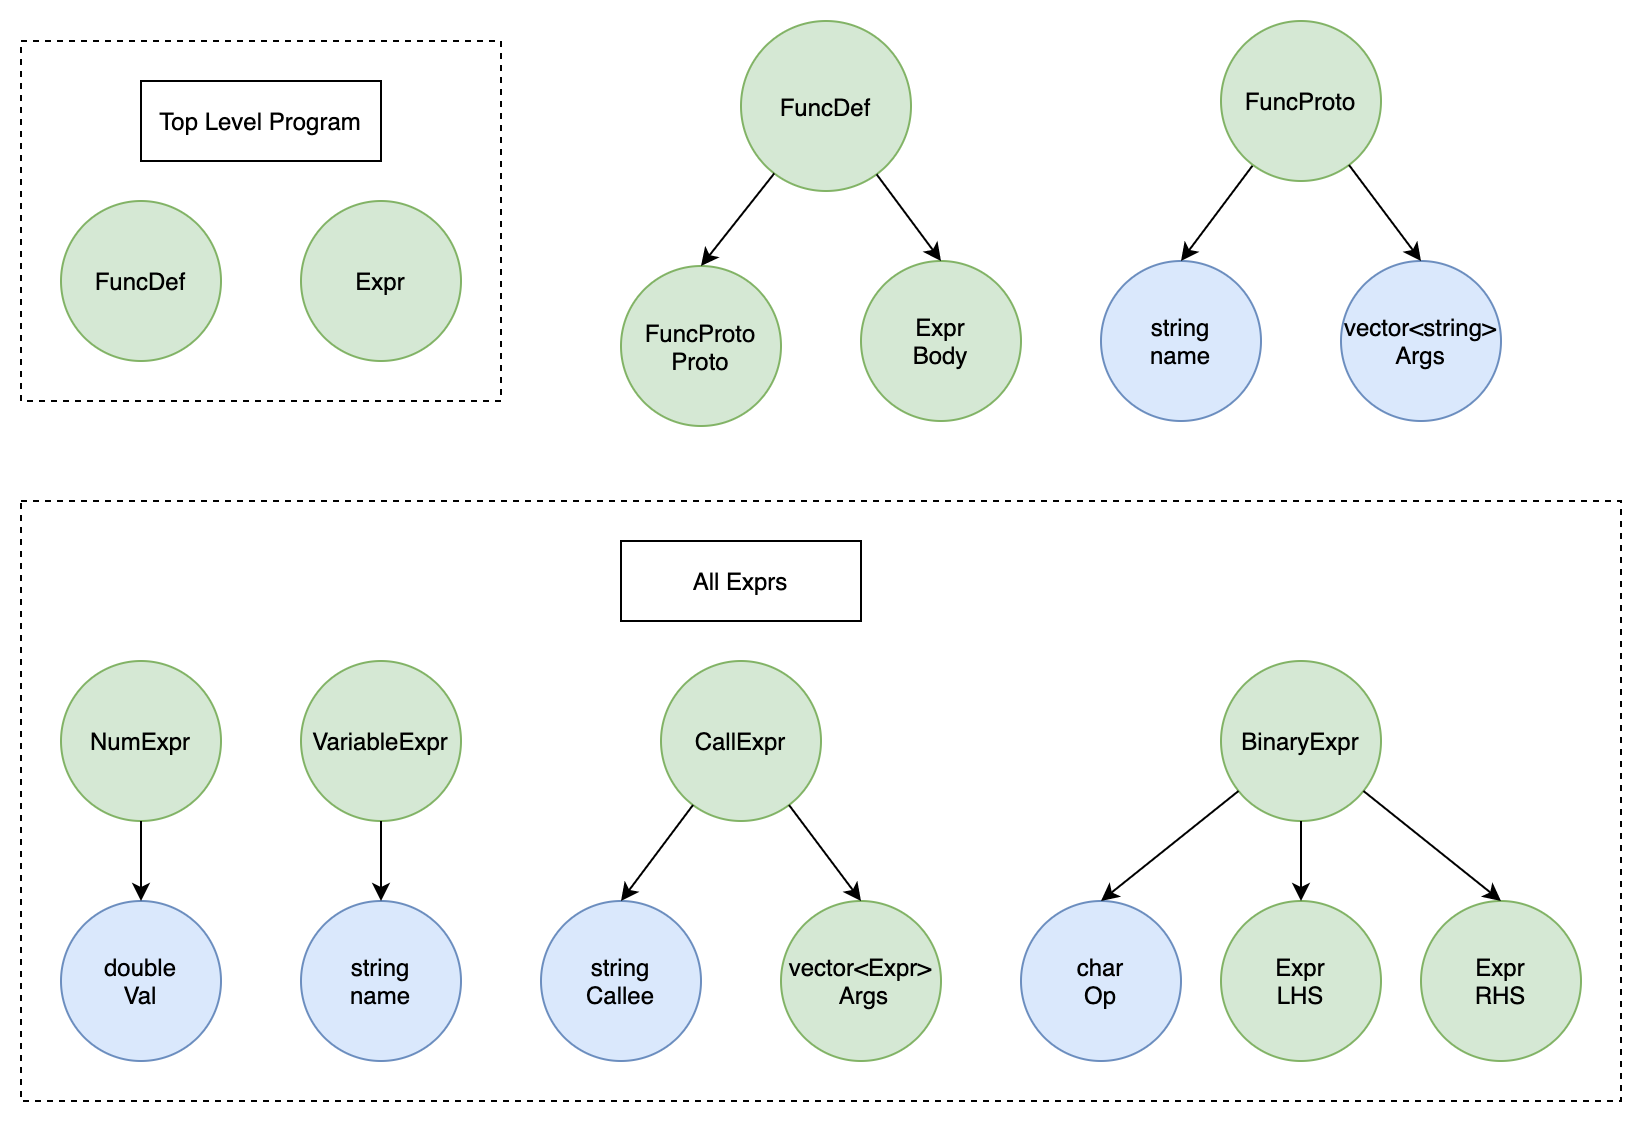 Top Level Program
FuncDef
Expr
FuncDef
FuncProto
Proto
Expr
Body
FuncProto
string
name
vector<string>
Args
All Exprs
NumExpr
double
Val
VariableExpr
string
name
CallExpr
string
Callee
vector<Expr>
Args
BinaryExpr
char
Op
Expr
LHS
Expr
RHS